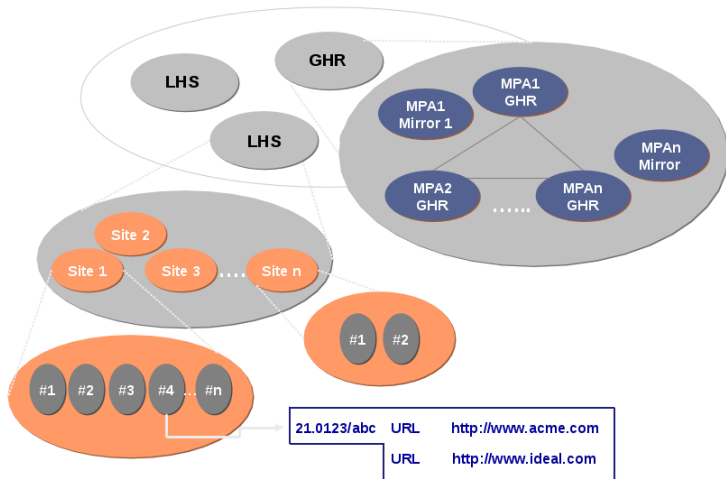 LHS
GHR
LHS
MPA1
GHR
MPA1
Mirror 1
MPAn
Mirror
MPA2
GHR
......
MPAn
GHR
Site 2
Site 1
Site 3
....
Site n
#1
#2
#1
#2
#3
#4
...
#n
21.0123/abc URL http://www.acme.com
URL http://www.ideal.com